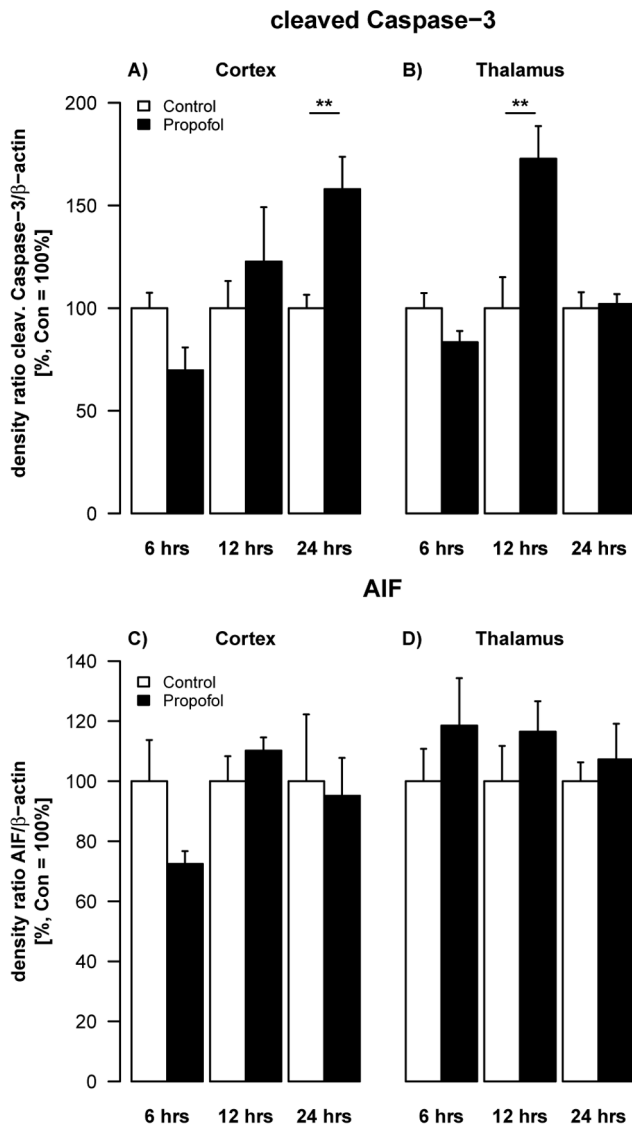 cleaved Caspase−3
A) Cortex B) Thalamus
Control
Propofol
** **
density ratio cleav. Caspase−3/β−actin
[%, Con = 100%]
200
150
100
50
0
6 hrs 12 hrs 24 hrs 6 hrs 12 hrs 24 hrs
AIF
C) Cortex D) Thalamus
Control
Propofol
density ratio AIF/β−actin
[%, Con = 100%]
140
120
100
80
60
40
20
0
6 hrs 12 hrs 24 hrs 6 hrs 12 hrs 24 hrs